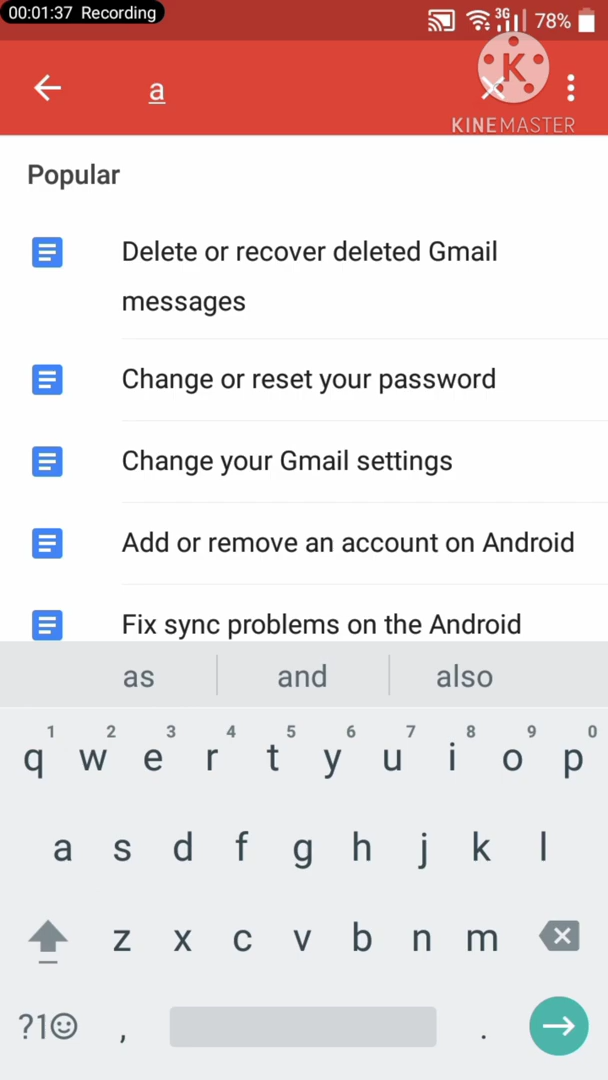 00:01:37 Recording
3G 78%
a
K
KINEMASTER
Popular
Delete or recover deleted Gmail
messages
Change or reset your password
Change your Gmail settings
Add or remove an account on Android
Fix sync problems on the Android
as and also
1 2 3 4 5 6 7 8 9 0
q w e r t y u i o p
a s d f g h j k l
z x c v b n m
?1☺ , .